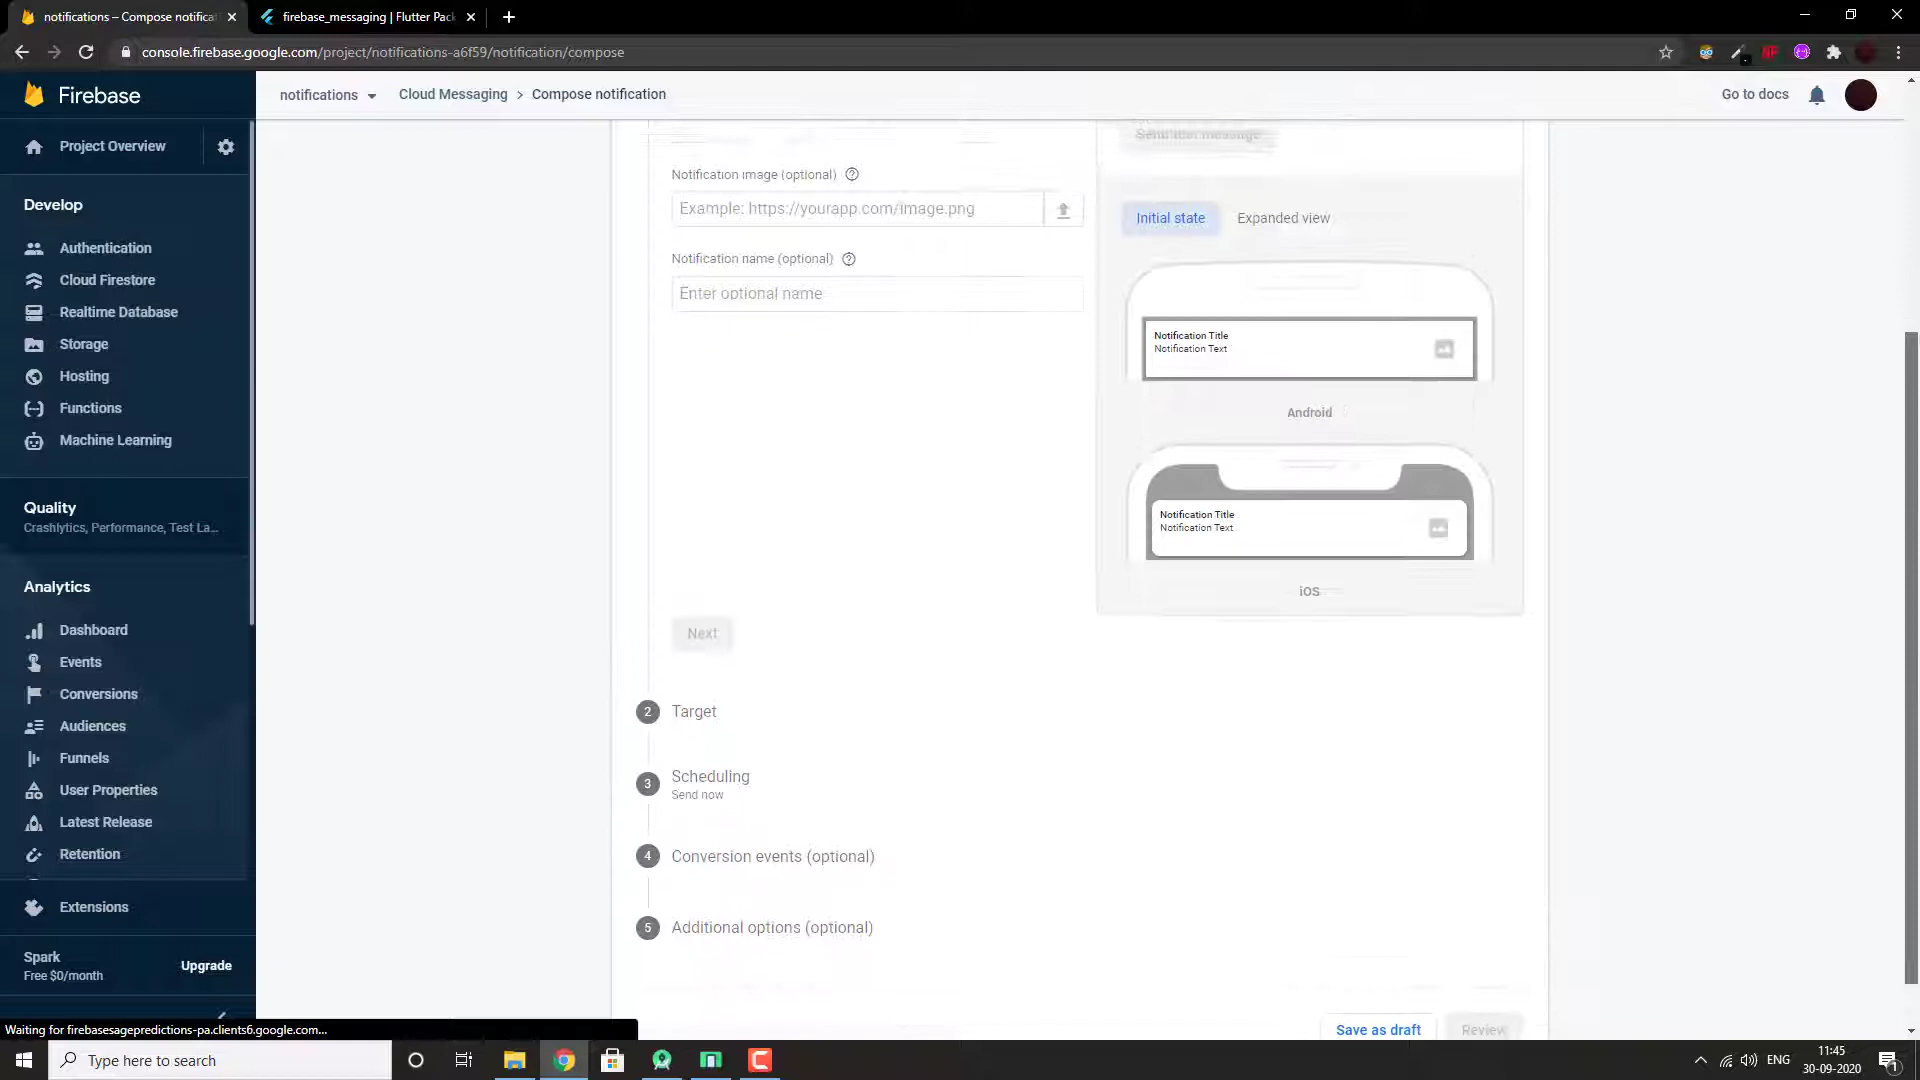 notifications – Compose notificat
firebase_messaging | Flutter Pack
console.firebase.google.com/project/notifications-a6f59/notification/compose
Firebase
notifications
Cloud Messaging > Compose notification
Go to docs
Project Overview
Develop
Authentication
Cloud Firestore
Realtime Database
Storage
Hosting
Functions
Machine Learning
Quality
Crashlytics, Performance, Test La...
Analytics
Dashboard
Events
Conversions
Audiences
Funnels
User Properties
Latest Release
Retention
Extensions
Spark
Free $0/month
Upgrade
Send test message
Notification image (optional)
Example: https://yourapp.com/image.png
Notification name (optional)
Enter optional name
Initial state
Expanded view
Notification Title
Notification Text
Android
Notification Title
Notification Text
iOS
Next
2 Target
3 Scheduling
Send now
4 Conversion events (optional)
5 Additional options (optional)
Save as draft
Review
Waiting for firebasesagepredictions-pa.clients6.google.com...
Type here to search
ENG
11:45
30-09-2020
1